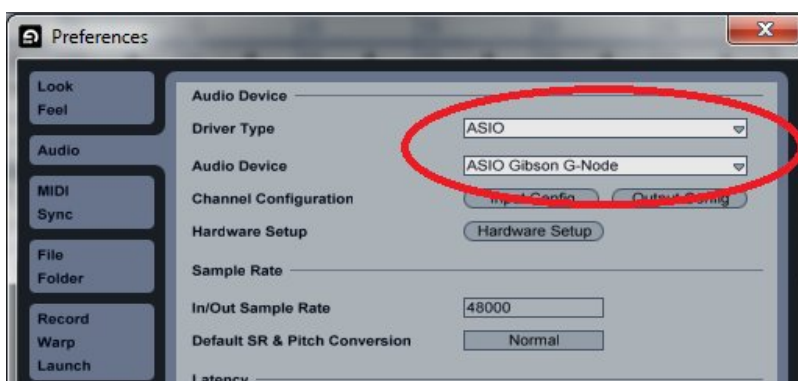 Preferences
Look
Feel
Audio
MIDI
Sync
File
Folder
Record
Warp
Launch
Audio Device
Driver Type ASIO
Audio Device ASIO Gibson G-Node
Channel Configuration Input Config Output Config
Hardware Setup Hardware Setup
Sample Rate
In/Out Sample Rate 48000
Default SR & Pitch Conversion Normal
Latency